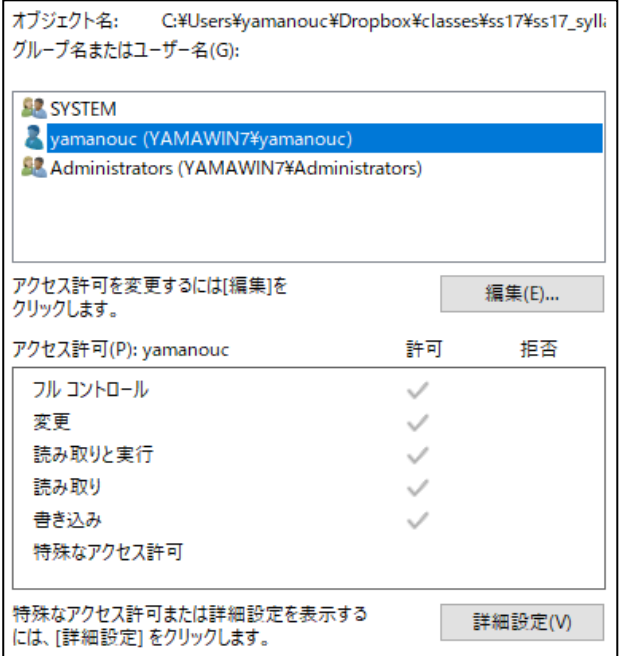 オブジェクト名: C:¥Users¥yamanouc¥Dropbox¥classes¥ss17¥ss17_sylla
グループ名またはユーザー名(G):
SYSTEM
yamanouc (YAMAWIN7¥yamanouc)
Administrators (YAMAWIN7¥Administrators)
アクセス許可を変更するには[編集]を
クリックします。
編集(E)...
アクセス許可(P): yamanouc 許可 拒否
フル コントロール
変更
読み取りと実行
読み取り
書き込み
特殊なアクセス許可
特殊なアクセス許可または詳細設定を表示する
には、[詳細設定] をクリックします。
詳細設定(V)